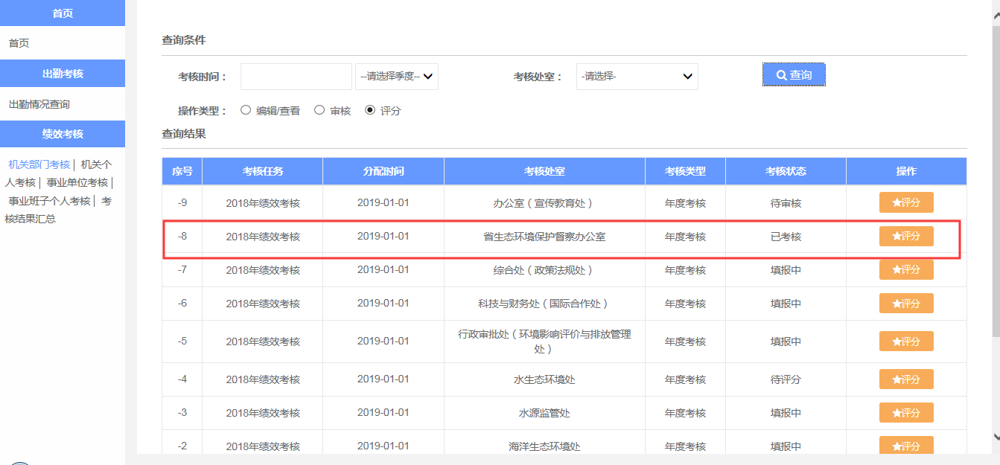 首页
首页
出勤考核
出勤情况查询
绩效考核
机关部门考核│ 机关个
人考核│ 事业单位考核│
事业班子个人考核│ 考
核结果汇总
查询条件
考核时间： --请选择季度-- 考核处室： -请选择- 查询
操作类型： 编辑/查看 审核 评分
查询结果
序号 考核任务 分配时间 考核处室 考核类型 考核状态 操作
-9 2018年绩效考核 2019-01-01 办公室（宣传教育处） 年度考核 待审核 ★评分
-8 2018年绩效考核 2019-01-01 省生态环境保护督察办公室 年度考核 已考核 ★评分
-7 2018年绩效考核 2019-01-01 综合处（政策法规处） 年度考核 填报中 ★评分
-6 2018年绩效考核 2019-01-01 科技与财务处（国际合作处） 年度考核 填报中 ★评分
-5 2018年绩效考核 2019-01-01 行政审批处（环境影响评价与排放管理
处） 年度考核 填报中 ★评分
-4 2018年绩效考核 2019-01-01 水生态环境处 年度考核 待评分 ★评分
-3 2018年绩效考核 2019-01-01 水源监管处 年度考核 填报中 ★评分
-2 2018年绩效考核 2019-01-01 海洋生态环境处 年度考核 填报中 ★评分